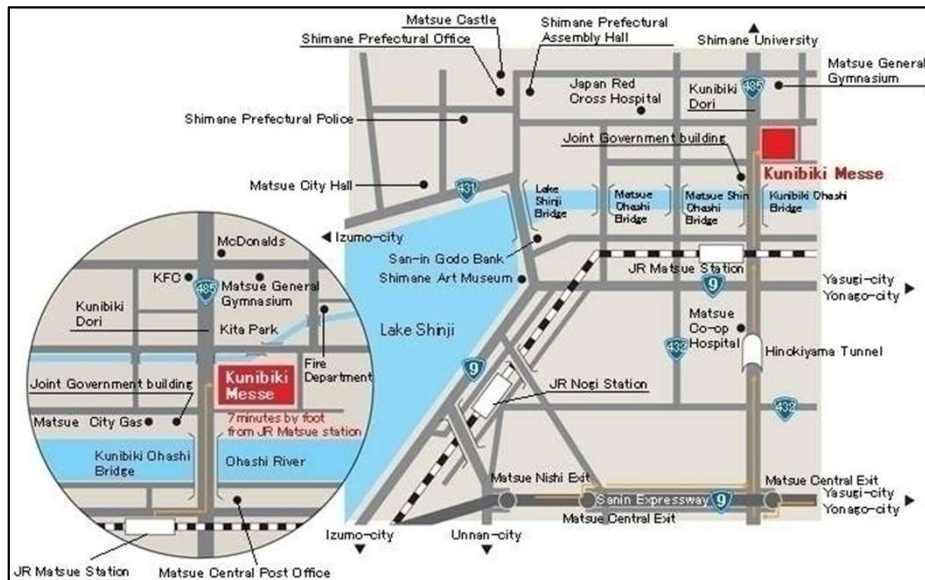 Matsue Castle
Shimane Prefectural Office
Shimane Prefectural
Assembly Hall
Shimane University
Matsue General
Gymnasium
Japan Red
Cross Hospital
Kunibiki
Dori
485
Shimane Prefectural Police
Joint Government building
Kunibiki Messe
Matsue City Hall
431
Lake
Shinji
Bridge
Matsue
Ohashi
Bridge
Matsue Shin
Ohashi
Bridge
Kunibiki Ohashi
Bridge
Izumo-city
San-in Godo Bank
Shimane Art Museum
JR Matsue Station
9
Yasugi-city
Yonago-city
Lake Shinji
Matsue
Co-op
Hospital
432
Hinokiyama Tunnel
9
JR Nogi Station
432
Matsue Nishi Exit
Matsue Central Exit
Sanin Expressway
9
Yasugi-city
Yonago-city
Matsue Central Exit
Izumo-city
Unnan-city
McDonalds
KFC
Matsue General
Gymnasium
485
Kunibiki
Dori
Kita Park
Fire
Department
Joint Government building
Kunibiki
Messe
7 minutes by foot
from JR Matsue station
Matsue City Gas
Kunibiki Ohashi
Bridge
Ohashi River
JR Matsue Station
Matsue Central Post Office